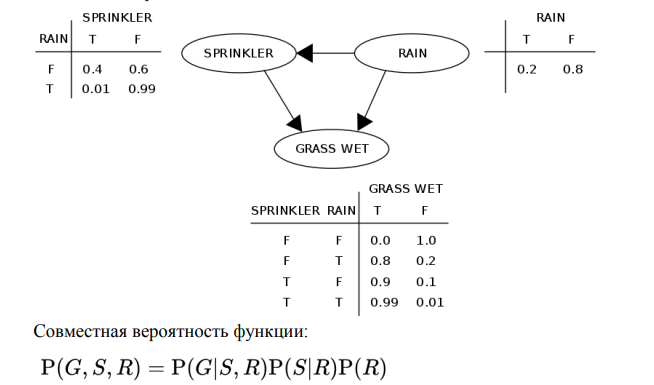 SPRINKLER
RAIN T F
F 0.4 0.6
T 0.01 0.99
SPRINKLER
RAIN
RAIN
T F
0.2 0.8
GRASS WET
GRASS WET
SPRINKLER RAIN T F
F F 0.0 1.0
F T 0.8 0.2
T F 0.9 0.1
T T 0.99 0.01
Совместная вероятность функции:
P(G, S, R) = P(G|S, R)P(S|R)P(R)